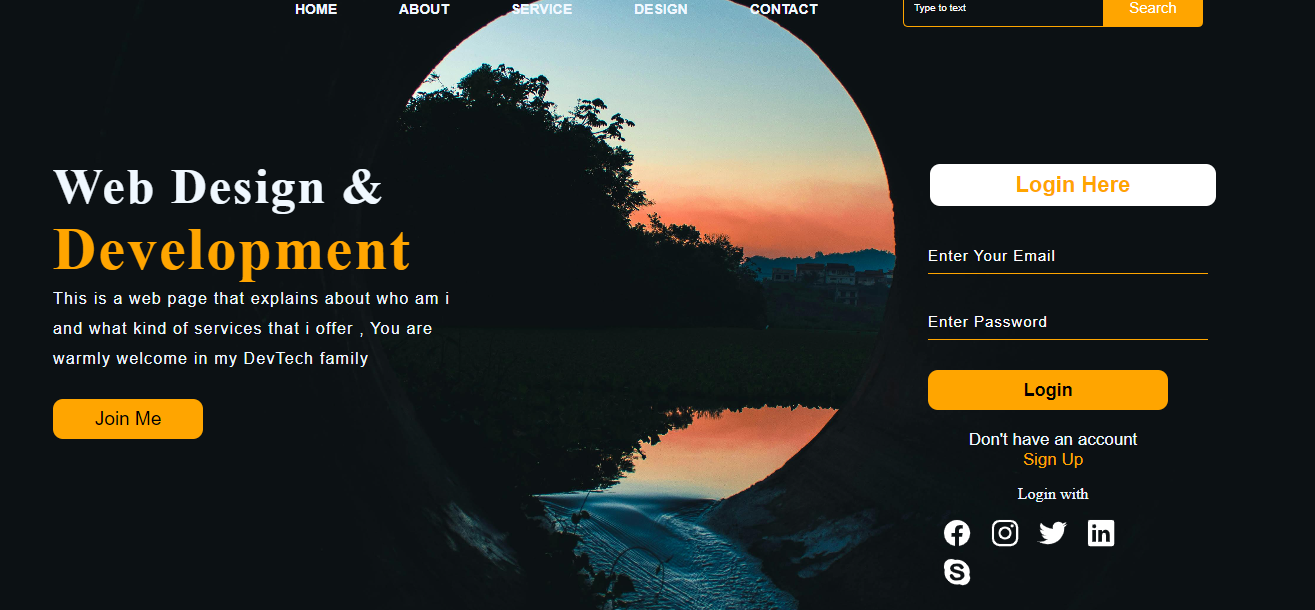 HOME ABOUT SERVICE DESIGN CONTACT Type to text Search
Web Design &
Development
This is a web page that explains about who am i
and what kind of services that i offer , You are
warmly welcome in my DevTech family
Join Me
Login Here
Enter Your Email
Enter Password
Login
Don't have an account
Sign Up
Login with